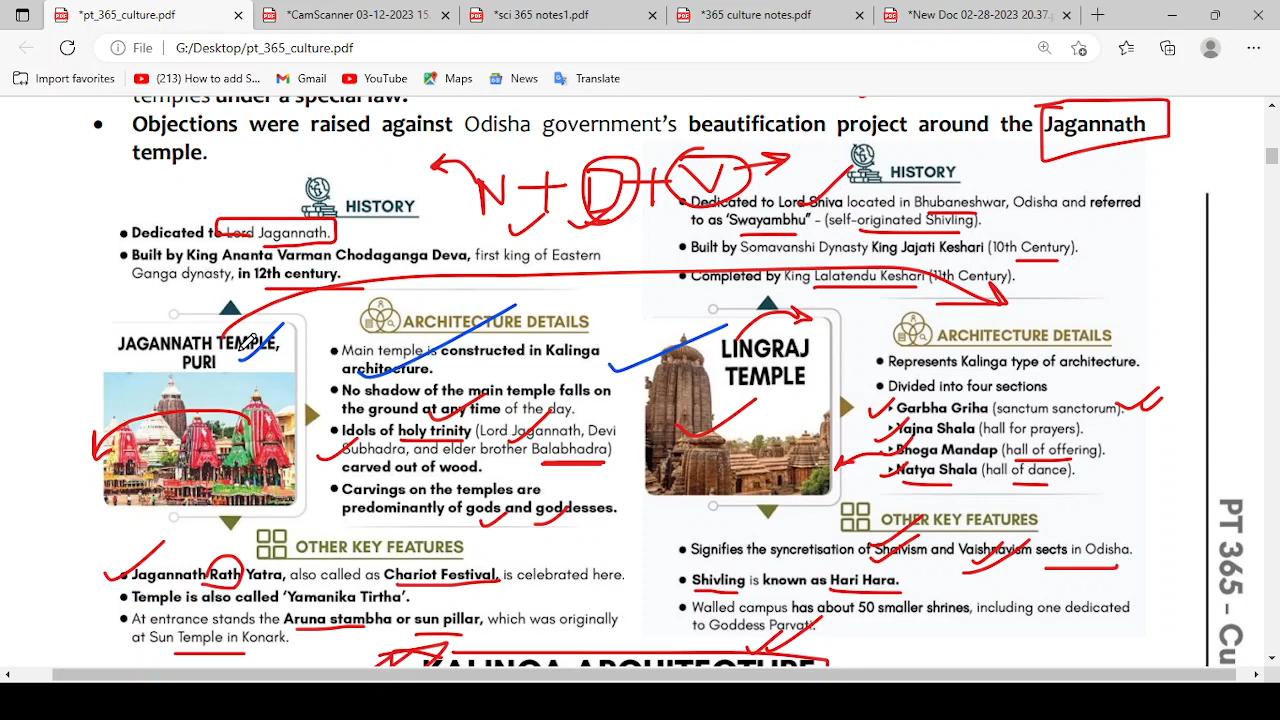 *pt_365_culture.pdf
*CamScanner 03-12-2023 15.
*sci 365 notes1.pdf
*365 culture notes.pdf
*New Doc 02-28-2023 20.37.p
File
G:/Desktop/pt_365_culture.pdf
Import favorites
(213) How to add S...
Gmail
YouTube
Maps
News
Translate
temples under a special law.
• Objections were raised against Odisha government's beautification project around the Jagannath
temple.
N + D + V
HISTORY
• Dedicated to Lord Jagannath.
• Built by King Ananta Varman Chodaganga Deva, first king of Eastern
Ganga dynasty, in 12th century.
JAGANNATH TEMPLE,
PURI
ARCHITECTURE DETAILS
• Main temple is constructed in Kalinga
architecture.
• No shadow of the main temple falls on
the ground at any time of the day.
• Idols of holy trinity (Lord Jagannath, Devi
Subhadra, and elder brother Balabhadra)
carved out of wood.
• Carvings on the temples are
predominantly of gods and goddesses.
OTHER KEY FEATURES
• Jagannath Rath Yatra, also called as Chariot Festival, is celebrated here.
• Temple is also called 'Yamanika Tirtha'.
• At entrance stands the Aruna stambha or sun pillar, which was originally
at Sun Temple in Konark.
HISTORY
• Dedicated to Lord Shiva located in Bhubaneshwar, Odisha and referred
to as 'Swayambhu" - (self-originated Shivling).
• Built by Somavanshi Dynasty King Jajati Keshari (10th Century).
• Completed by King Lalatendu Keshari (11th Century).
LINGRAJ
TEMPLE
ARCHITECTURE DETAILS
• Represents Kalinga type of architecture.
• Divided into four sections
Garbha Griha (sanctum sanctorum).
Yajna Shala (hall for prayers).
Bhoga Mandap (hall of offering).
Natya Shala (hall of dance).
OTHER KEY FEATURES
• Signifies the syncretisation of Shaivism and Vaishnavism sects in Odisha.
• Shivling is known as Hari Hara.
• Walled campus has about 50 smaller shrines, including one dedicated
to Goddess Parvati.
KALINGA ARCHITECTURE
PT 365 - Cu